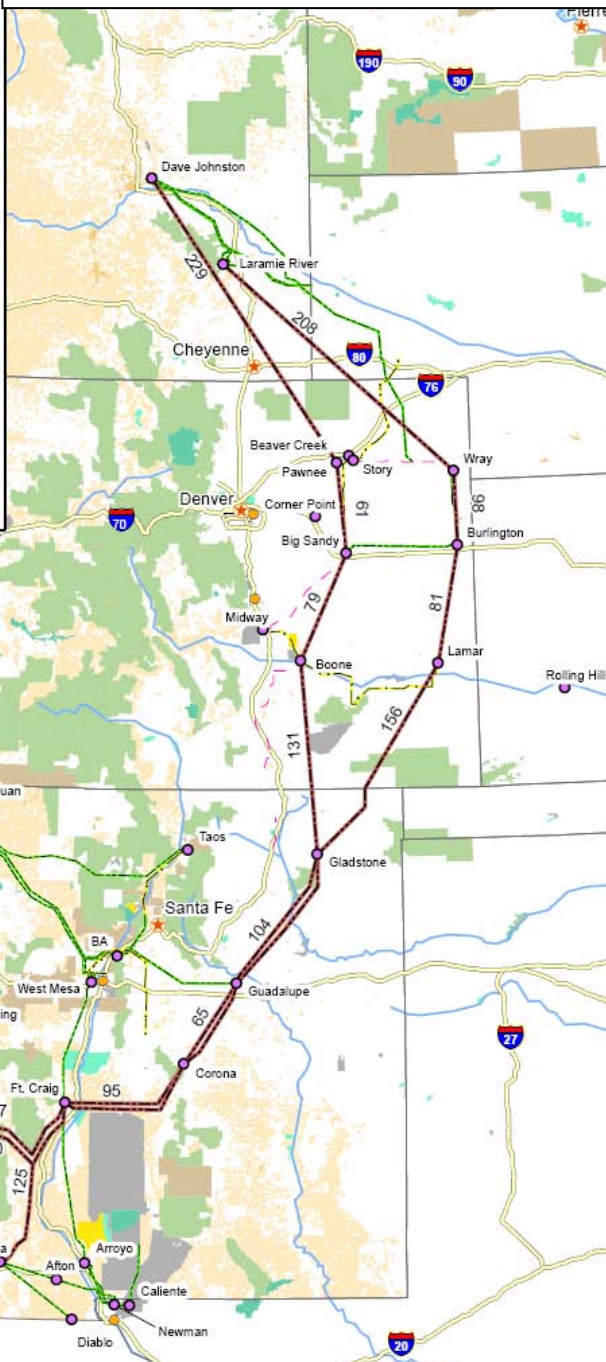 Pierre
190
90
Dave Johnston
229
Laramie River
208
Cheyenne
80
76
Beaver Creek
Pawnee
Story
Wray
Denver
Corner Point
61
98
70
Big Sandy
Burlington
79
81
Midway
Boone
Lamar
Rolling Hill
156
131
uan
Taos
Gladstone
Santa Fe
104
BA
West Mesa
Guadalupe
ing
65
27
Corona
Ft. Craig
95
7
125
a
Arroyo
Afton
Caliente
Newman
Diablo
20